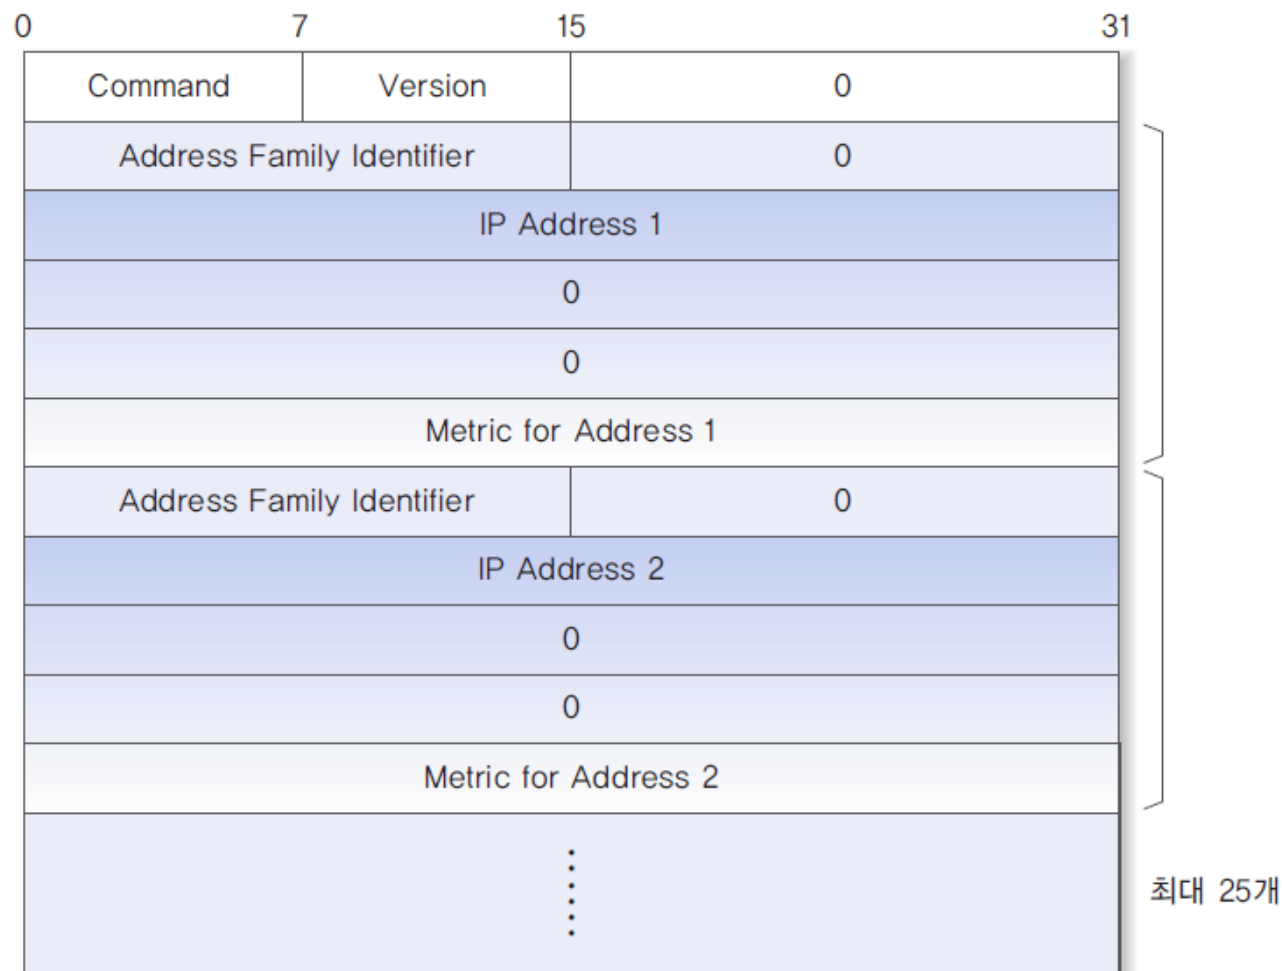 0 7 15 31
Command Version 0
Address Family Identifier 0
IP Address 1
0
0
Metric for Address 1
Address Family Identifier 0
IP Address 2
0
0
Metric for Address 2
최대 25개